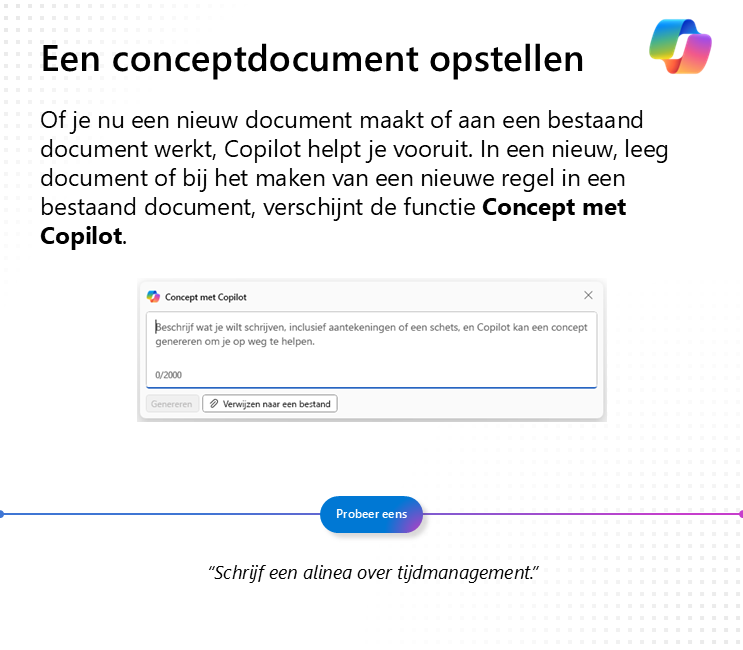 Een conceptdocument opstellen
Of je nu een nieuw document maakt of aan een bestaand
document werkt, Copilot helpt je vooruit. In een nieuw, leeg
document of bij het maken van een nieuwe regel in een
bestaand document, verschijnt de functie Concept met
Copilot.
Concept met Copilot
Beschrijf wat je wilt schrijven, inclusief aantekeningen of een schets, en Copilot kan een concept
genereren om je op weg te helpen.
0/2000
Genereren
Verwijzen naar een bestand
Probeer eens
“Schrijf een alinea over tijdmanagement.”